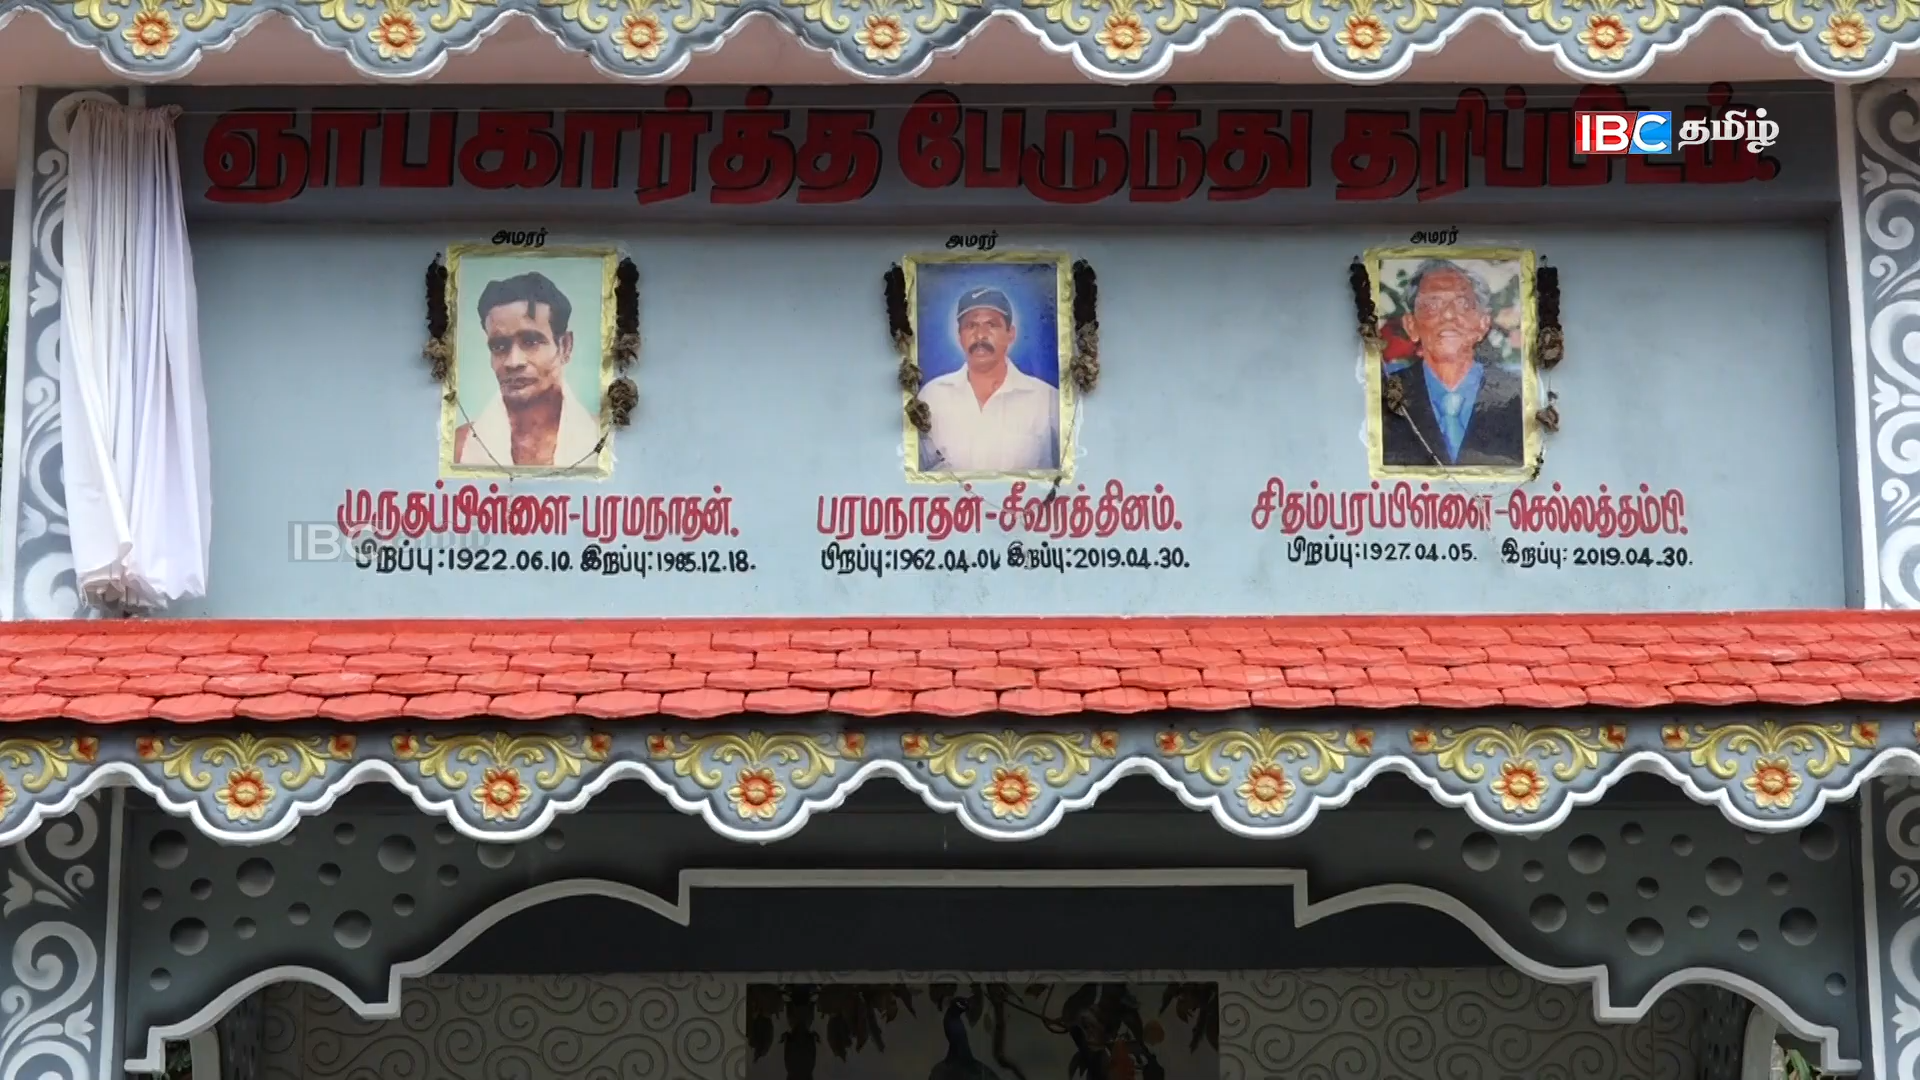 ஞாபகார்த்த பேருந்து தரிப்பிடம்.
IBC தமிழ்
அமரர்
அமரர்
அமரர்
முருகுப்பிள்ளை-பரமநாதன்.
பிறப்பு:1922.06.10. இறப்பு:1985.12.18.
பரமநாதன்-சீவரத்தினம்.
பிறப்பு:1962.04.01 இறப்பு:2019.04.30.
சிதம்பரப்பிள்ளை-செல்லத்தம்பி.
பிறப்பு:1927.04.05. இறப்பு: 2019.04.30.
IBC